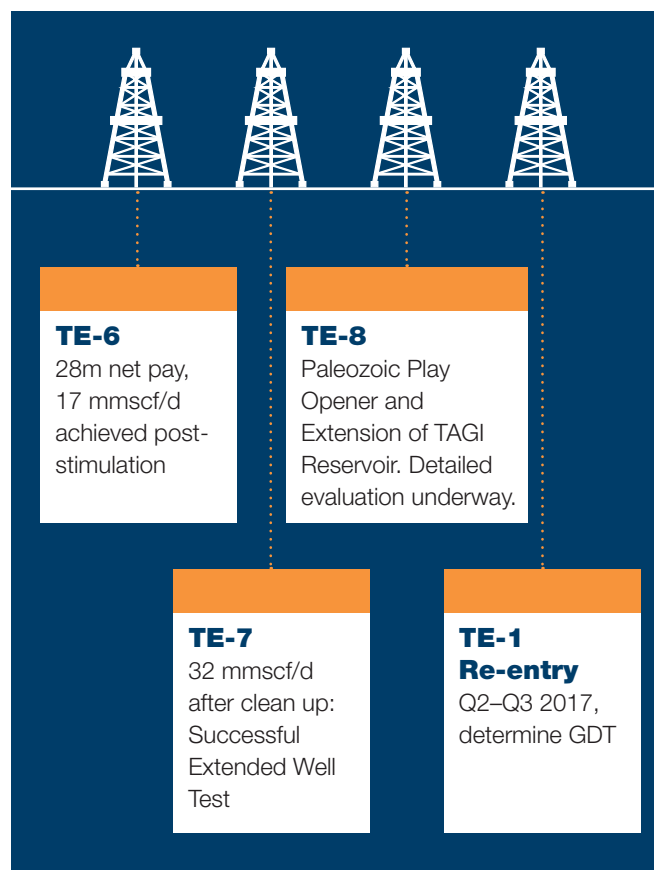 TE-6
28m net pay,
17 mmscf/d
achieved post-
stimulation
TE-8
Paleozoic Play
Opener and
Extension of TAGI
Reservoir. Detailed
evaluation underway.
TE-7
32 mmscf/d
after clean up:
Successful
Extended Well
Test
TE-1
Re-entry
Q2–Q3 2017,
determine GDT